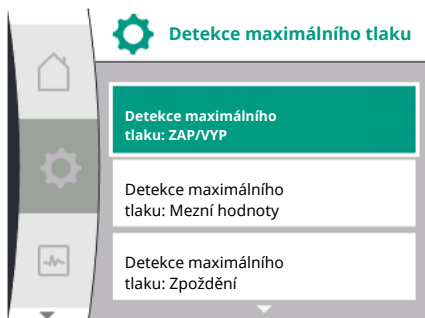 Detekce maximálního tlaku
Detekce maximálního
tlaku: ZAP/VYP
Detekce maximálního
tlaku: Mezní hodnoty
Detekce maximálního
tlaku: Zpoždění